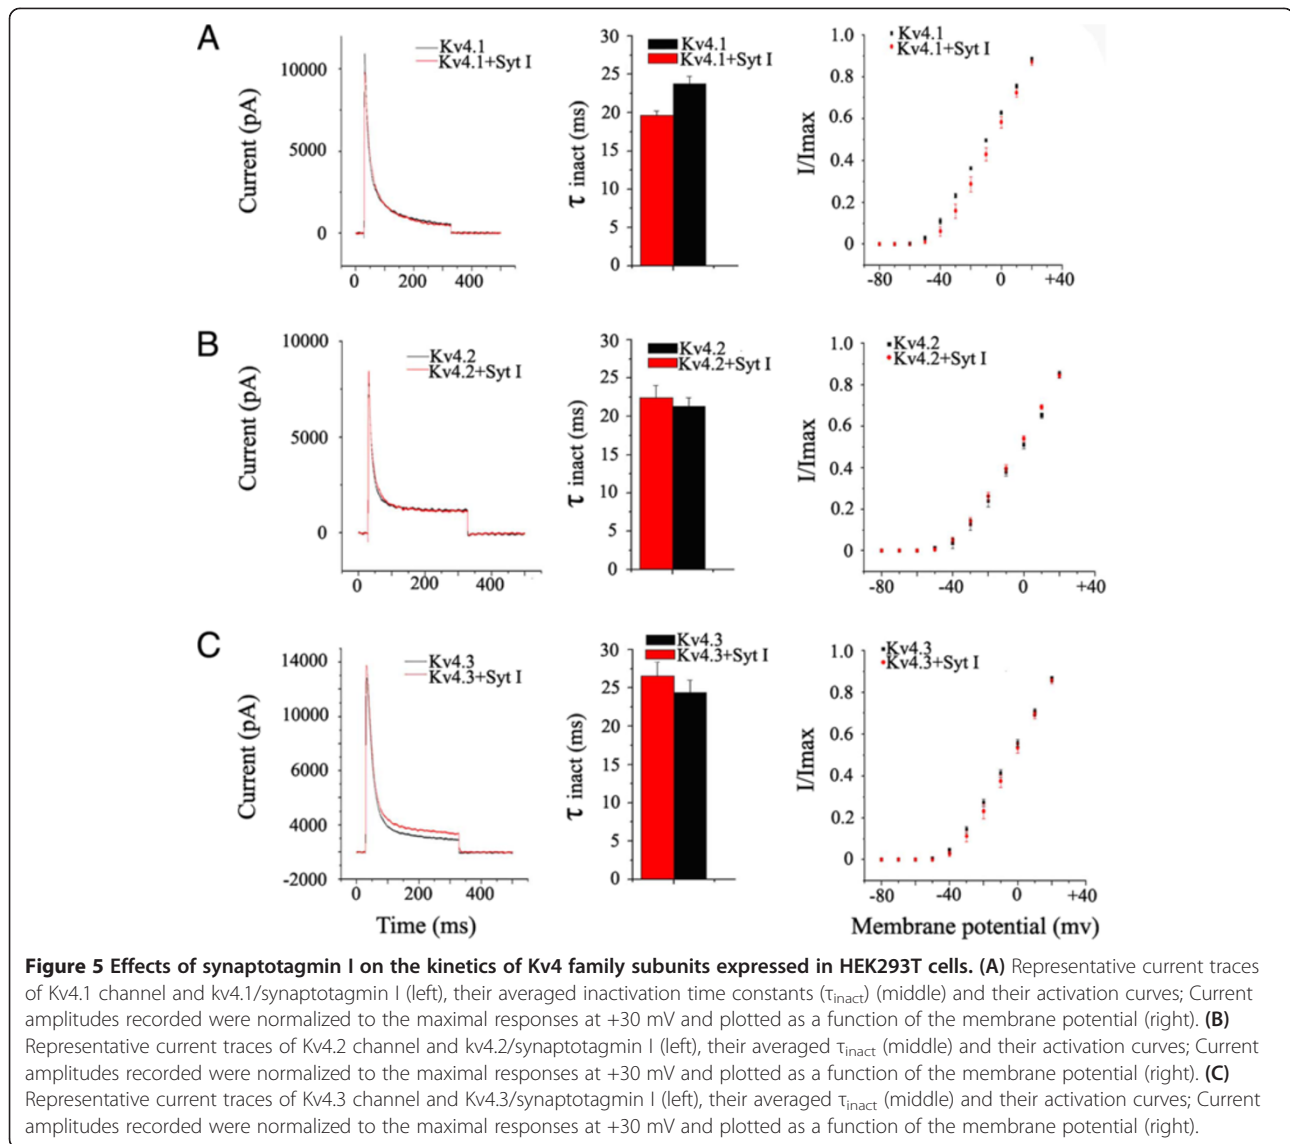 A
Current (pA)
10000
5000
0
0
200
400
Kv4.1
Kv4.1+Syt I
τ inact (ms)
30
25
20
15
10
5
0
Kv4.1
Kv4.1+Syt I
I/Imax
1.0
0.8
0.6
0.4
0.2
0
-80
-40
0
+40
Kv4.1
Kv4.1+Syt I
B
Current (pA)
10000
5000
0
0
200
400
Kv4.2
Kv4.2+Syt I
τ inact (ms)
30
25
20
15
10
5
0
Kv4.2
Kv4.2+Syt I
I/Imax
1.0
0.8
0.6
0.4
0.2
0
-80
-40
0
+40
Kv4.2
Kv4.2+Syt I
C
Current (pA)
14000
10000
6000
4000
-2000
0
200
400
Time (ms)
Kv4.3
Kv4.3+Syt I
τ inact (ms)
30
25
20
15
10
5
0
Kv4.3
Kv4.3+Syt I
I/Imax
1.0
0.8
0.6
0.4
0.2
0
-80
-40
0
+40
Membrane potential (mv)
Kv4.3
Kv4.3+Syt I
Figure 5 Effects of synaptotagmin I on the kinetics of Kv4 family subunits expressed in HEK293T cells. (A) Representative current traces
of Kv4.1 channel and kv4.1/synaptotagmin I (left), their averaged inactivation time constants (τinact) (middle) and their activation curves; Current
amplitudes recorded were normalized to the maximal responses at +30 mV and plotted as a function of the membrane potential (right). (B)
Representative current traces of Kv4.2 channel and kv4.2/synaptotagmin I (left), their averaged τinact (middle) and their activation curves; Current
amplitudes recorded were normalized to the maximal responses at +30 mV and plotted as a function of the membrane potential (right). (C)
Representative current traces of Kv4.3 channel and Kv4.3/synaptotagmin I (left), their averaged τinact (middle) and their activation curves; Current
amplitudes recorded were normalized to the maximal responses at +30 mV and plotted as a function of the membrane potential (right).